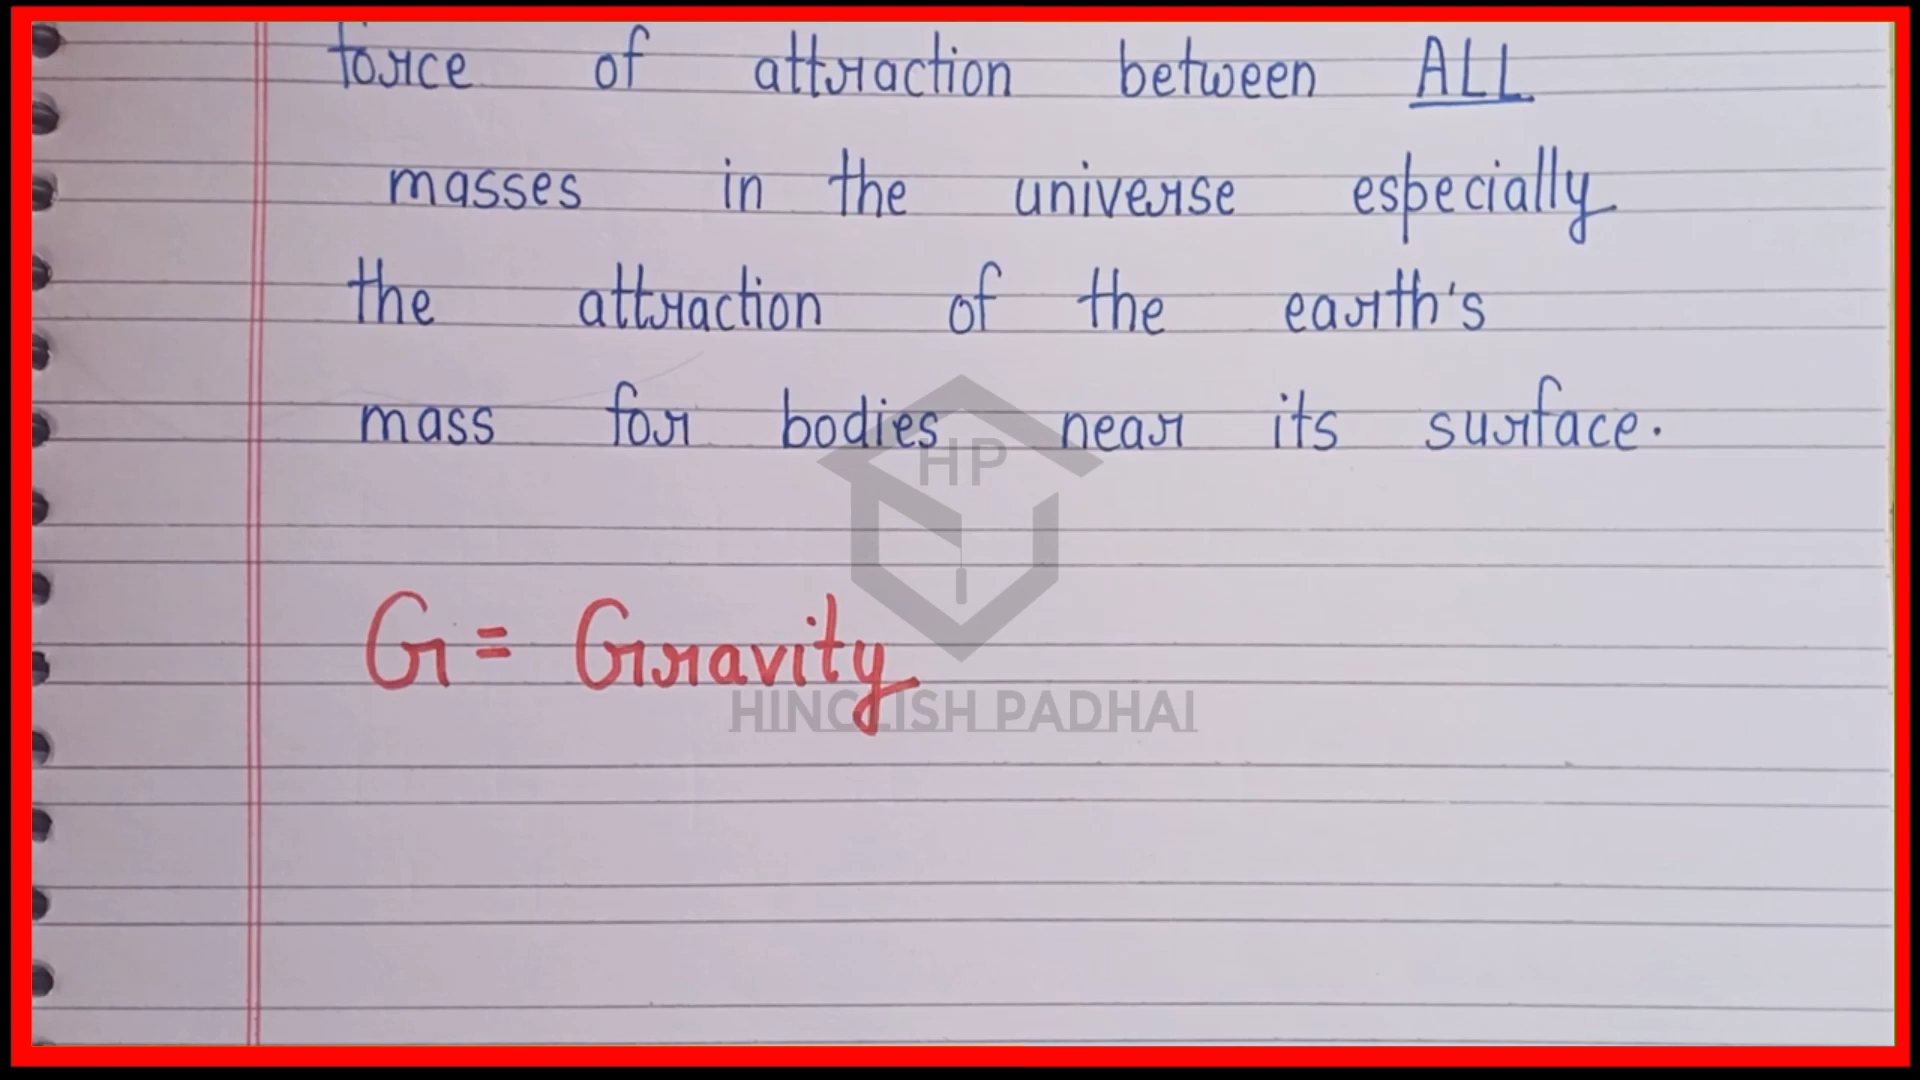 force of attraction between ALL
masses in the universe especially
the attraction of the earth's
mass for bodies near its surface.
HP
G = Gravity
HINGLISH PADHAI